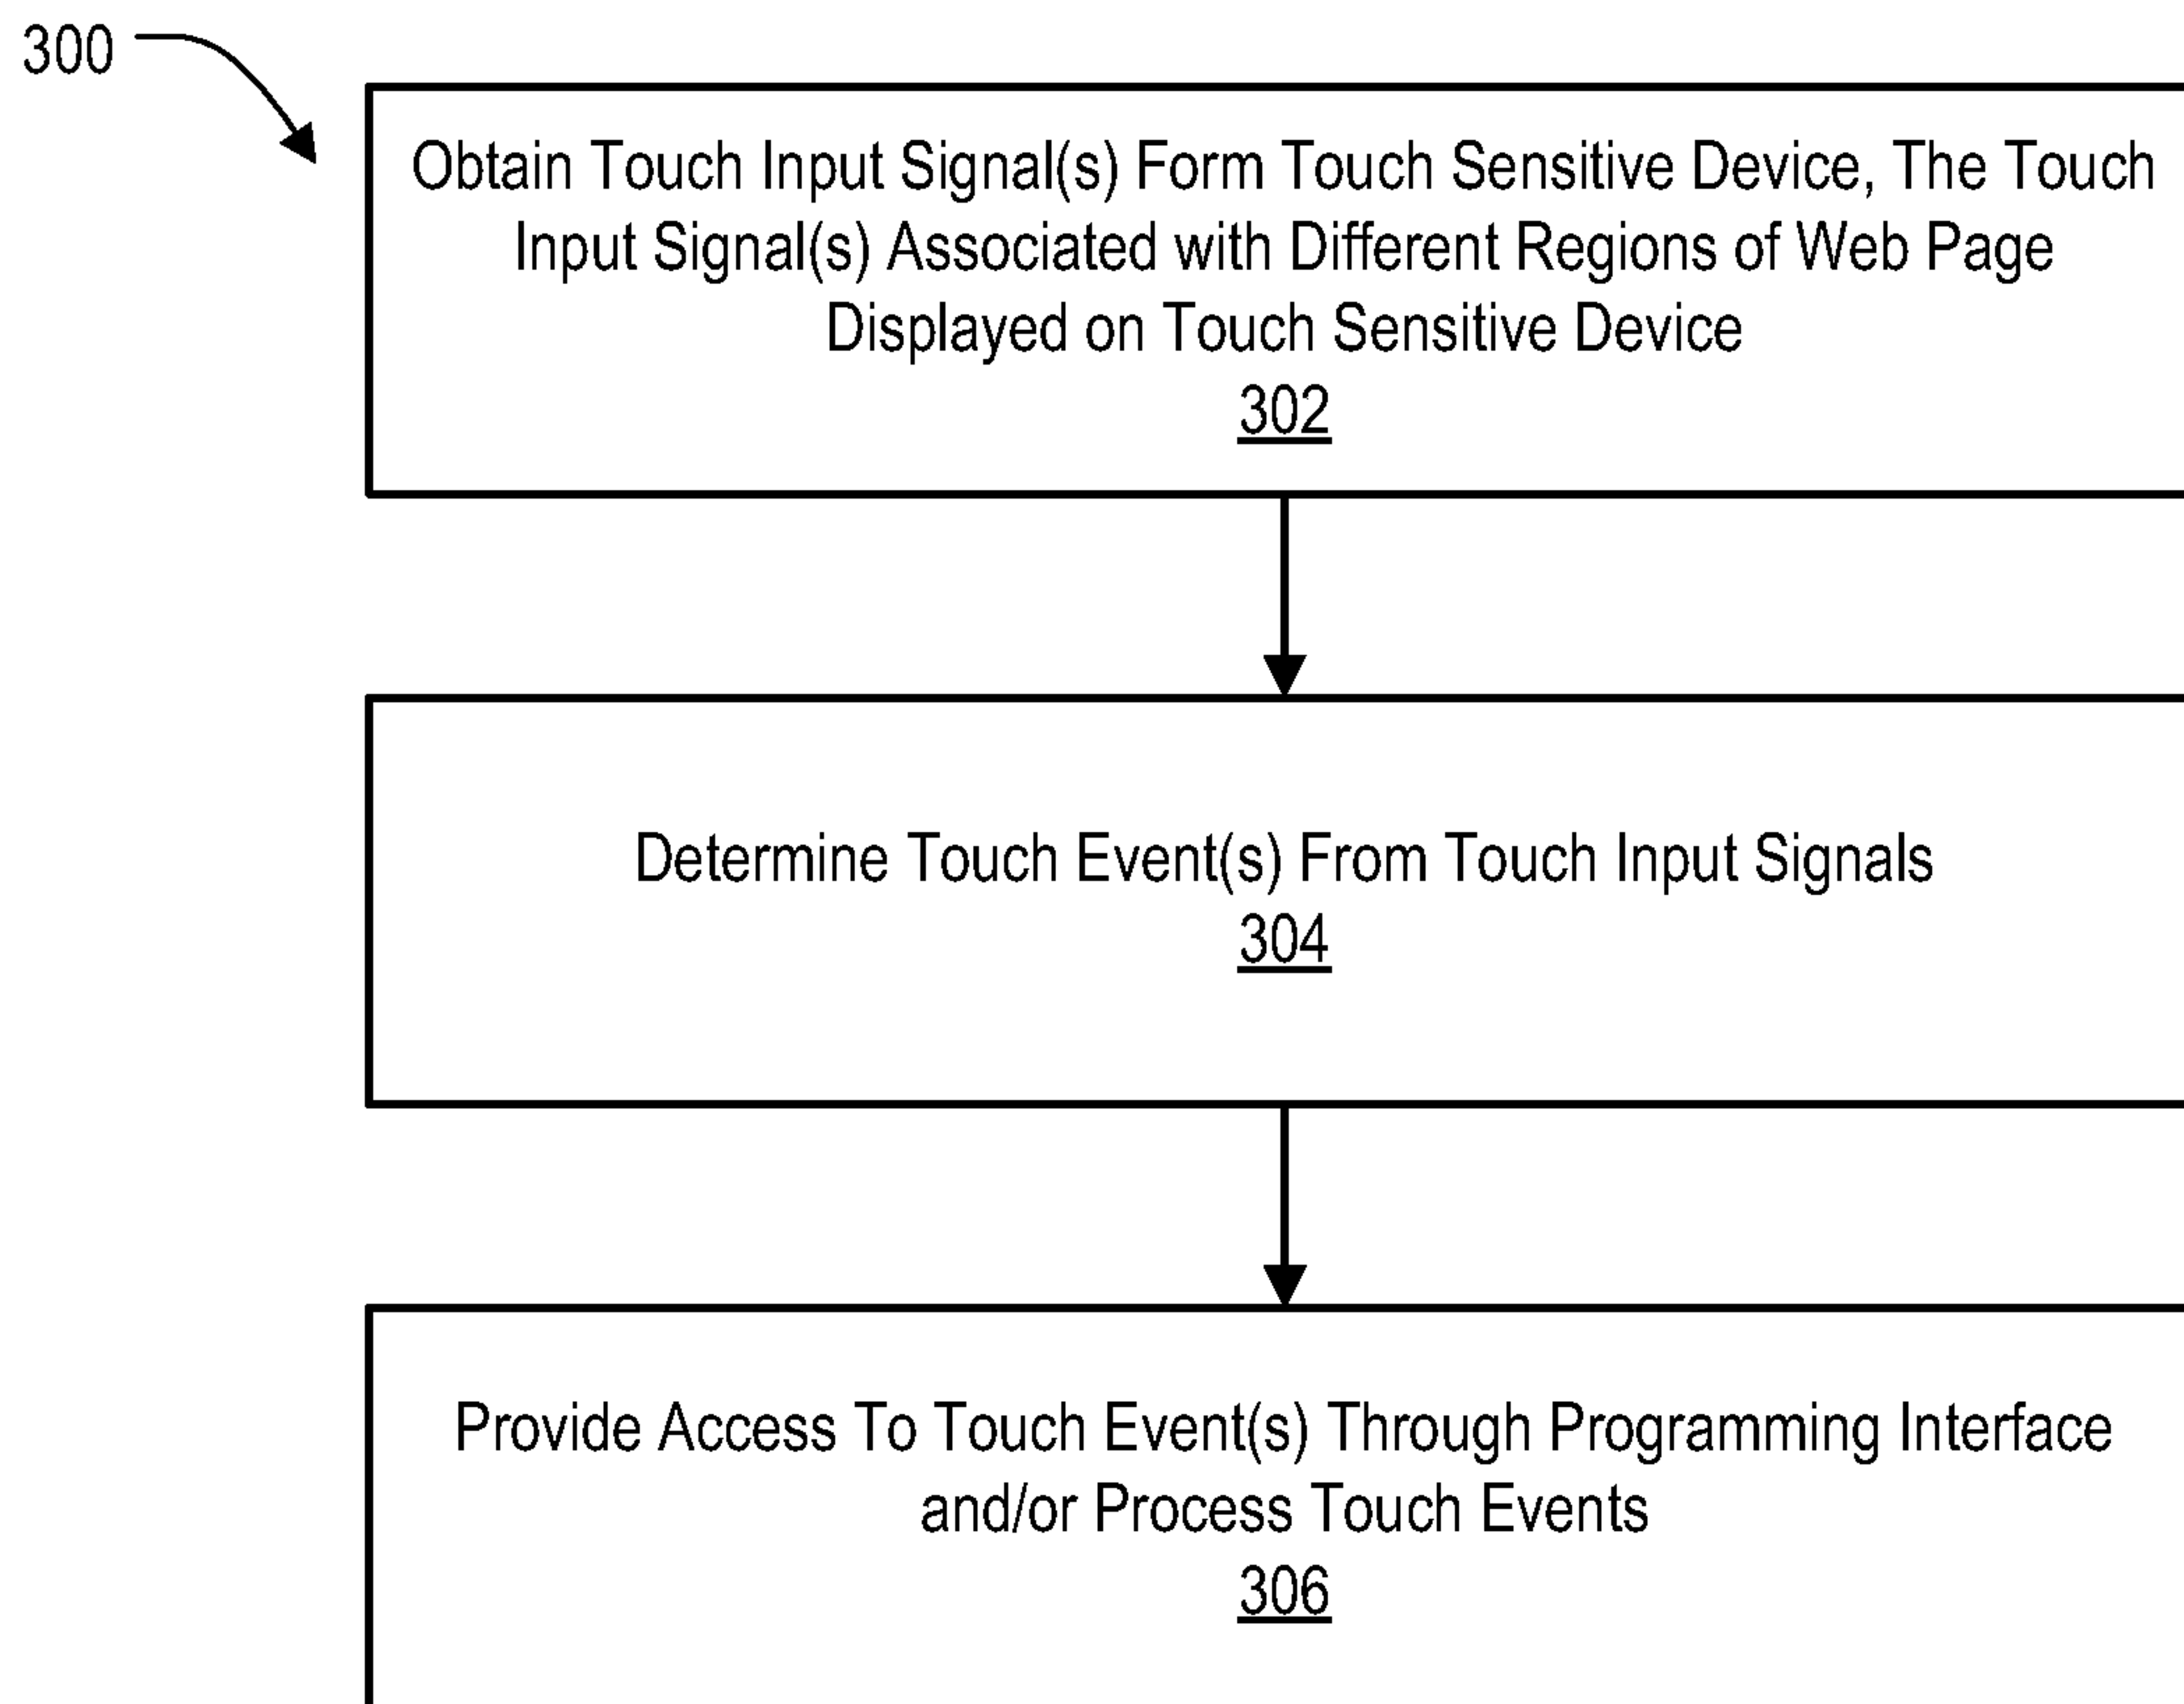 300
Obtain Touch Input Signal(s) Form Touch Sensitive Device, The Touch
Input Signal(s) Associated with Different Regions of Web Page
Displayed on Touch Sensitive Device
302
Determine Touch Event(s) From Touch Input Signals
304
Provide Access To Touch Event(s) Through Programming Interface
and/or Process Touch Events
306